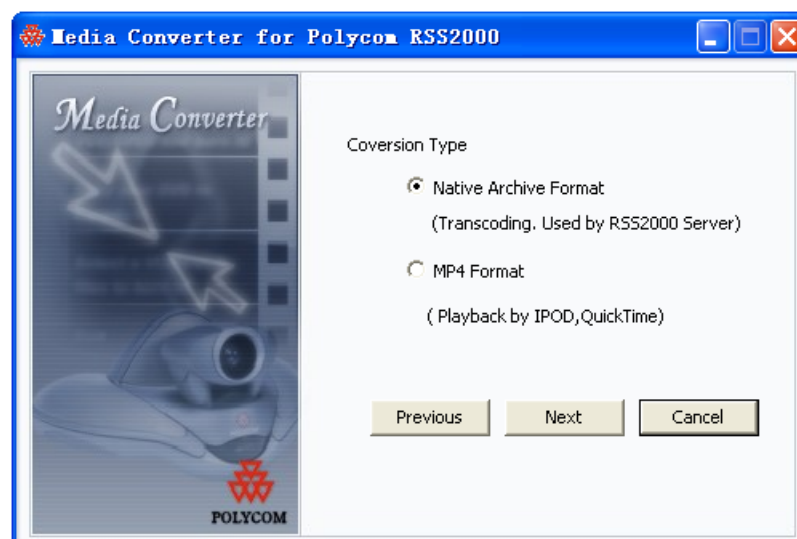 Media Converter for Polycom RSS2000
Media Converter
Coversion Type
Native Archive Format
(Transcoding. Used by RSS2000 Server)
MP4 Format
( Playback by IPOD,QuickTime)
Previous
Next
Cancel
POLYCOM